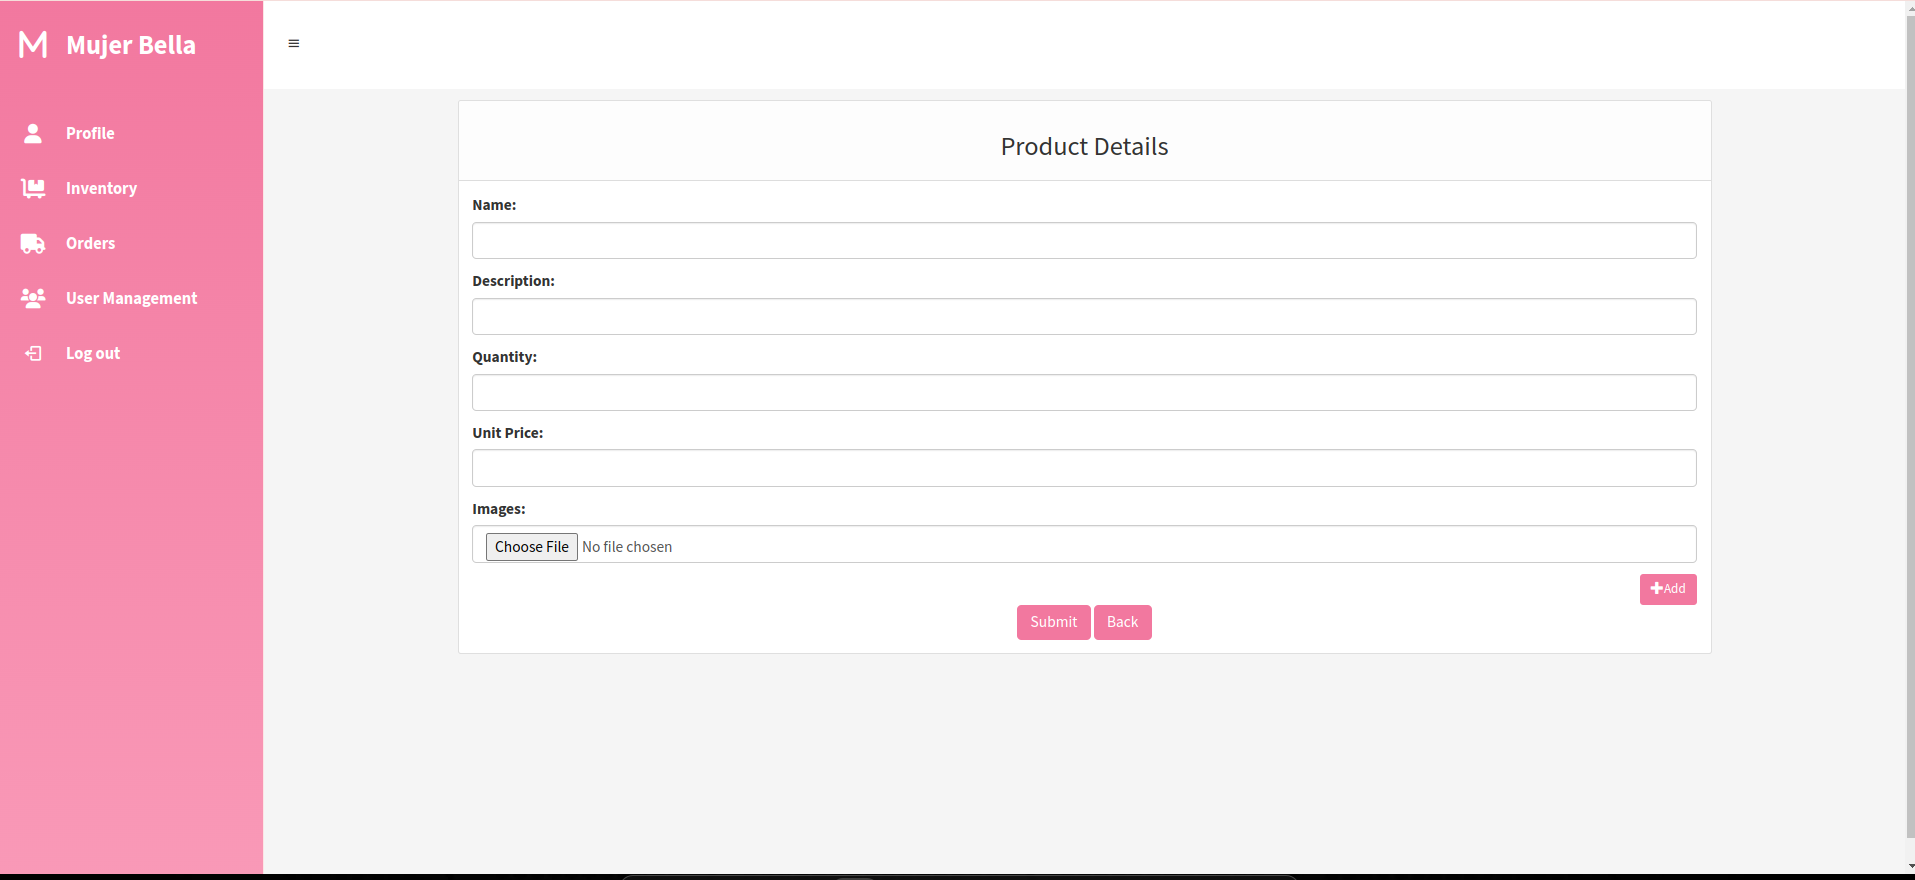 M Mujer Bella
Profile
Inventory
Orders
User Management
Log out
Product Details
Name:
Description:
Quantity:
Unit Price:
Images:
Choose File No file chosen
Add
Submit Back